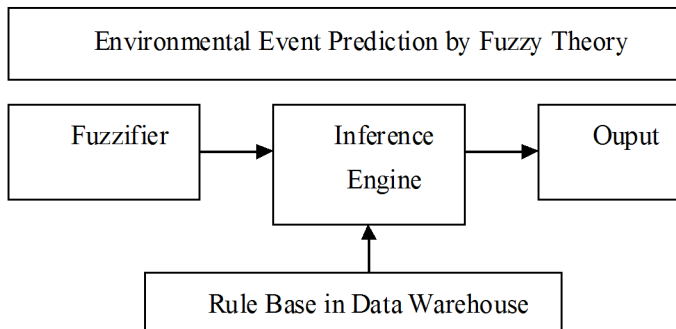 Environmental Event Prediction by Fuzzy Theory
Fuzzifier
Inference
Engine
Ouput
Rule Base in Data Warehouse